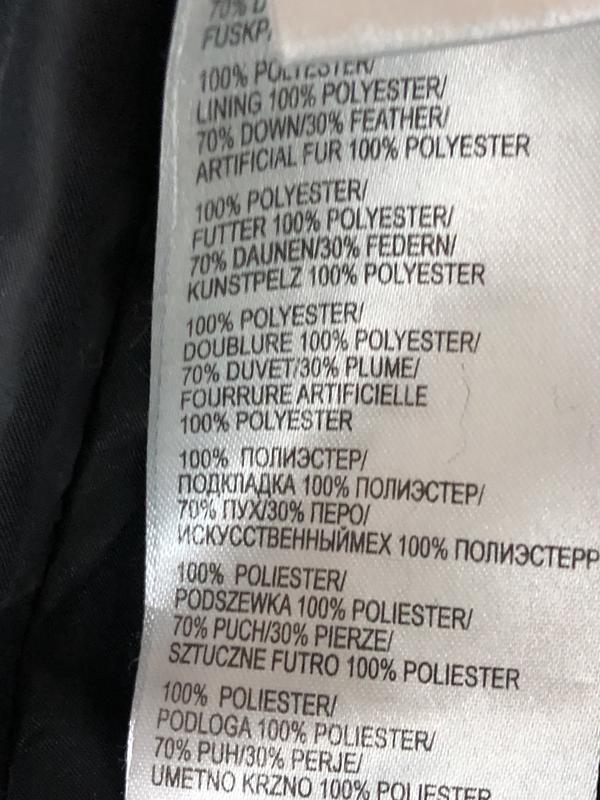 70% D
FUSKP
100% POLYESTER/
LINING 100% POLYESTER/
70% DOWN/30% FEATHER/
ARTIFICIAL FUR 100% POLYESTER
100% POLYESTER/
FUTTER 100% POLYESTER/
70% DAUNEN/30% FEDERN/
KUNSTPELZ 100% POLYESTER
100% POLYESTER/
DOUBLURE 100% POLYESTER/
70% DUVET/30% PLUME/
FOURRURE ARTIFICIELLE
100% POLYESTER
100% ПОЛИЭСТЕР/
ПОДКЛАДКА 100% ПОЛИЭСТЕР/
70% ПУХ/30% ПЕРО/
ИСКУССТВЕННЫЙМЕХ 100% ПОЛИЭСТЕРР
100% POLIESTER/
PODSZEWKA 100% POLIESTER/
70% PUCH/30% PIERZE/
SZTUCZNE FUTRO 100% POLIESTER
100% POLIESTER/
PODLOGA 100% POLIESTER/
70% PUH/30% PERJE/
UMETNO KRZNO 100% POLIESTER